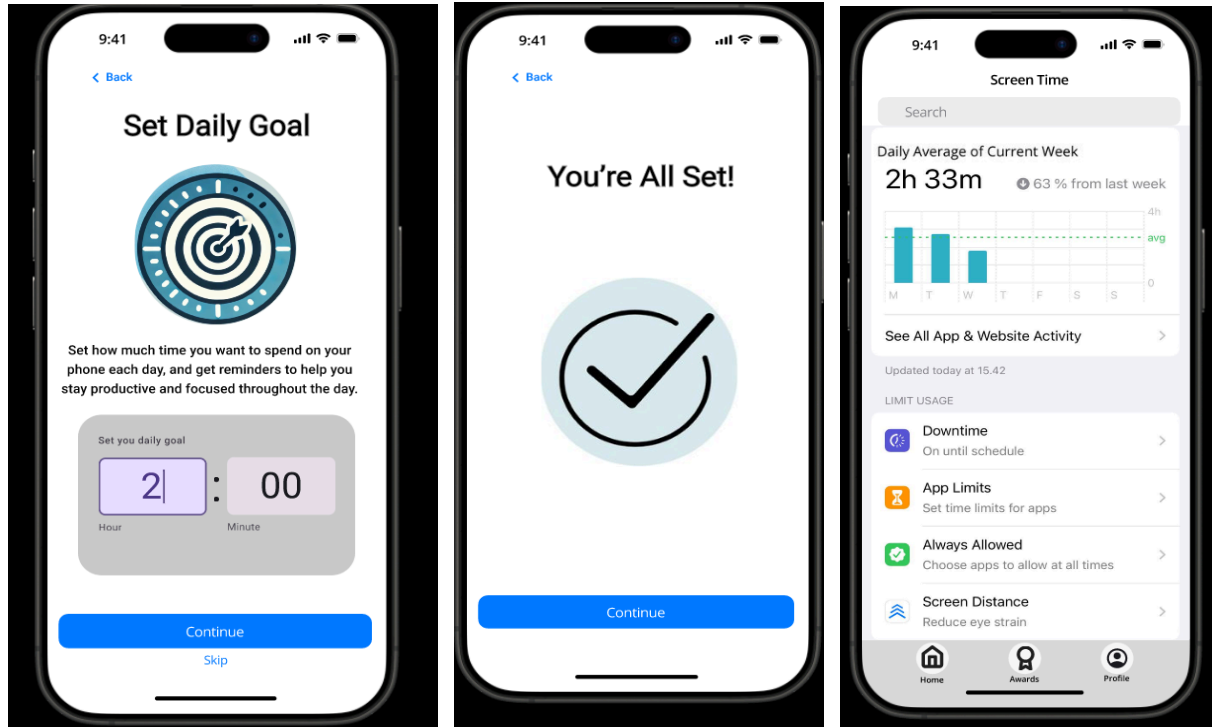 9:41
Back
Set Daily Goal
Set how much time you want to spend on your
phone each day, and get reminders to help you
stay productive and focused throughout the day.
Set you daily goal
2 : 00
Hour Minute
Continue
Skip
9:41
Back
You're All Set!
Continue
9:41
Screen Time
Search
Daily Average of Current Week
2h 33m 63 % from last week
4h
avg
0
M T W T F S S
See All App & Website Activity
Updated today at 15.42
LIMIT USAGE
Downtime
On until schedule
App Limits
Set time limits for apps
Always Allowed
Choose apps to allow at all times
Screen Distance
Reduce eye strain
Home Awards Profile